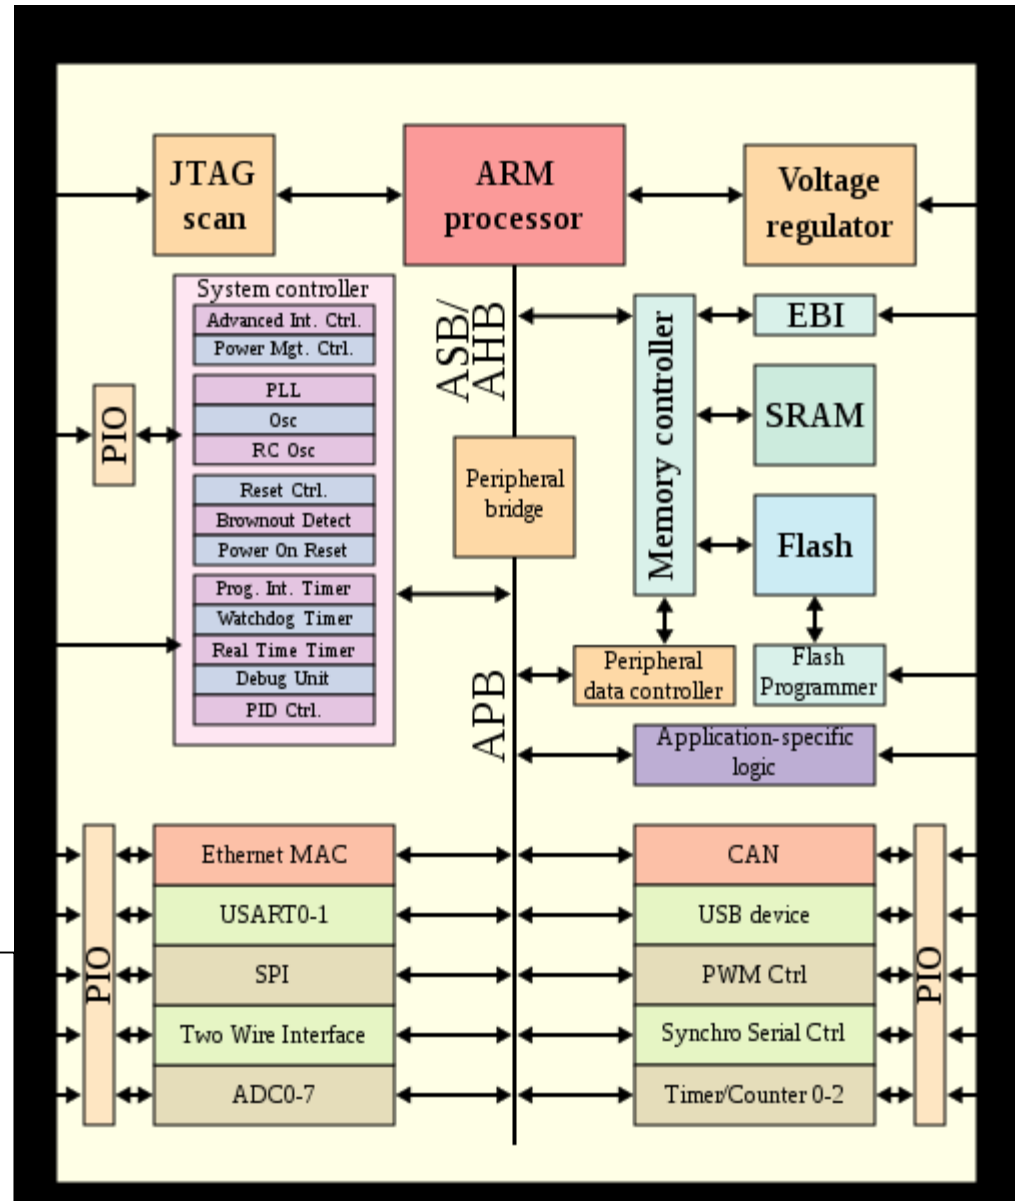 JTAG
scan
ARM
processor
Voltage
regulator
System controller
Advanced Int. Ctrl.
Power Mgt. Ctrl.
PLL
Osc
RC Osc
Reset Ctrl.
Brownout Detect
Power On Reset
Prog. Int. Timer
Watchdog Timer
Real Time Timer
Debug Unit
PID Ctrl.
PIO
ASB/
AHB
Peripheral
bridge
APB
Memory controller
EBI
SRAM
Flash
Peripheral
data controller
Flash
Programmer
Application-specific
logic
PIO
Ethernet MAC
USART0-1
SPI
Two Wire Interface
ADC0-7
CAN
USB device
PWM Ctrl
Synchro Serial Ctrl
Timer/Counter 0-2
PIO